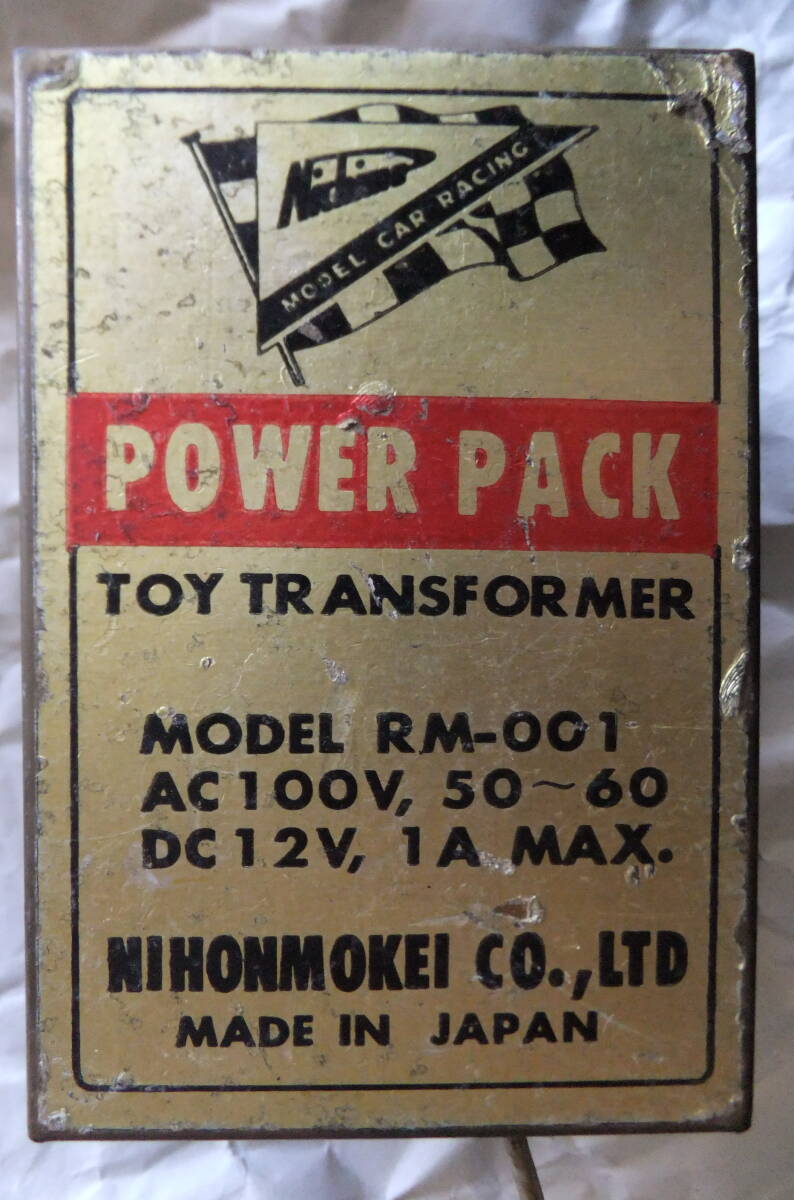 MODEL CAR RACING
POWER PACK
TOY TRANSFORMER
MODEL RM-001
AC100V, 50~60
DC12V, 1A MAX.
NIHONMOKEI CO.,LTD
MADE IN JAPAN